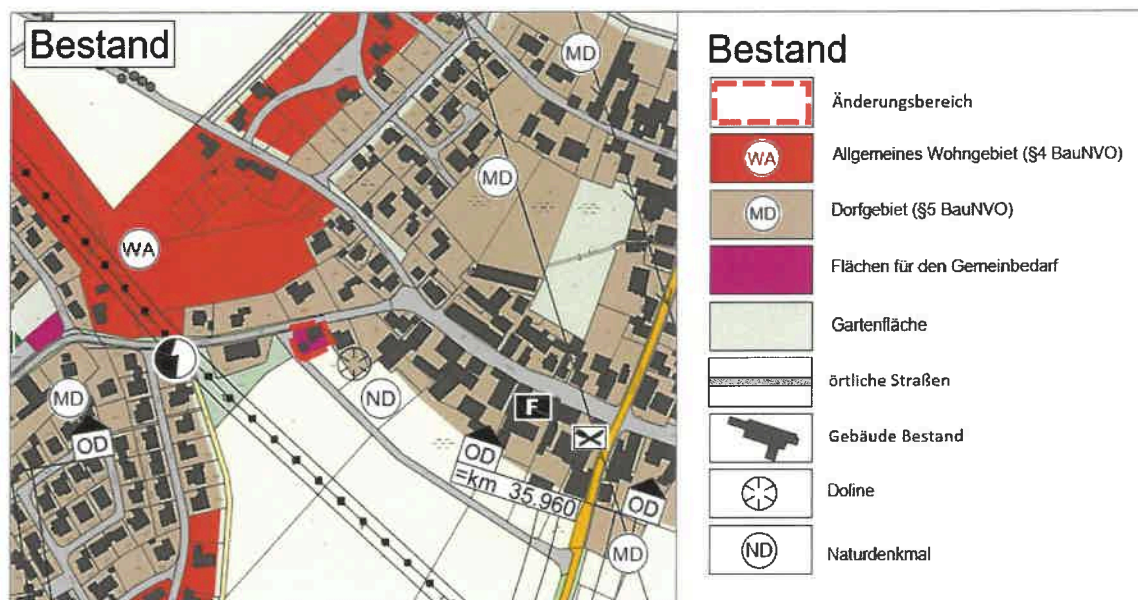 Bestand
MD
MD
WA
MD
OD
ND
F
OD
=km 35.960
OD
MD
Bestand
Änderungsbereich
WA
Allgemeines Wohngebiet (§4 BauNVO)
MD
Dorfgebiet (§5 BauNVO)
Flächen für den Gemeinbedarf
Gartenfläche
örtliche Straßen
Gebäude Bestand
Doline
ND
Naturdenkmal